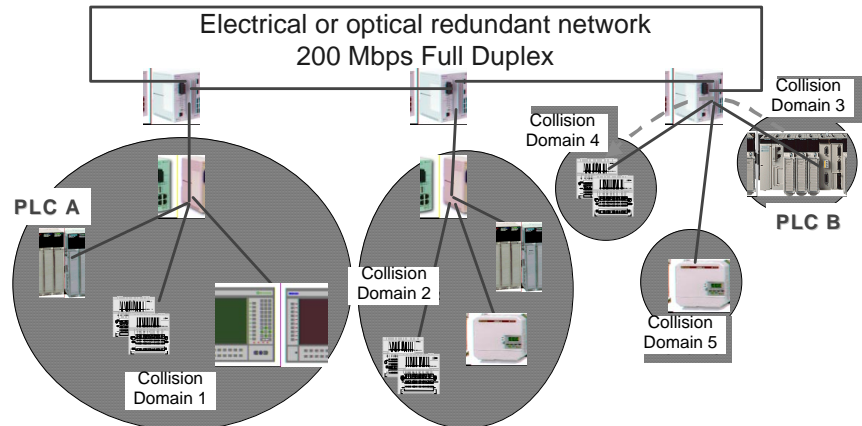 Electrical or optical redundant network
200 Mbps Full Duplex
Collision
Domain 3
Collision
Domain 4
PLC A
PLC B
Collision
Domain 2
Collision
Domain 5
Collision
Domain 1